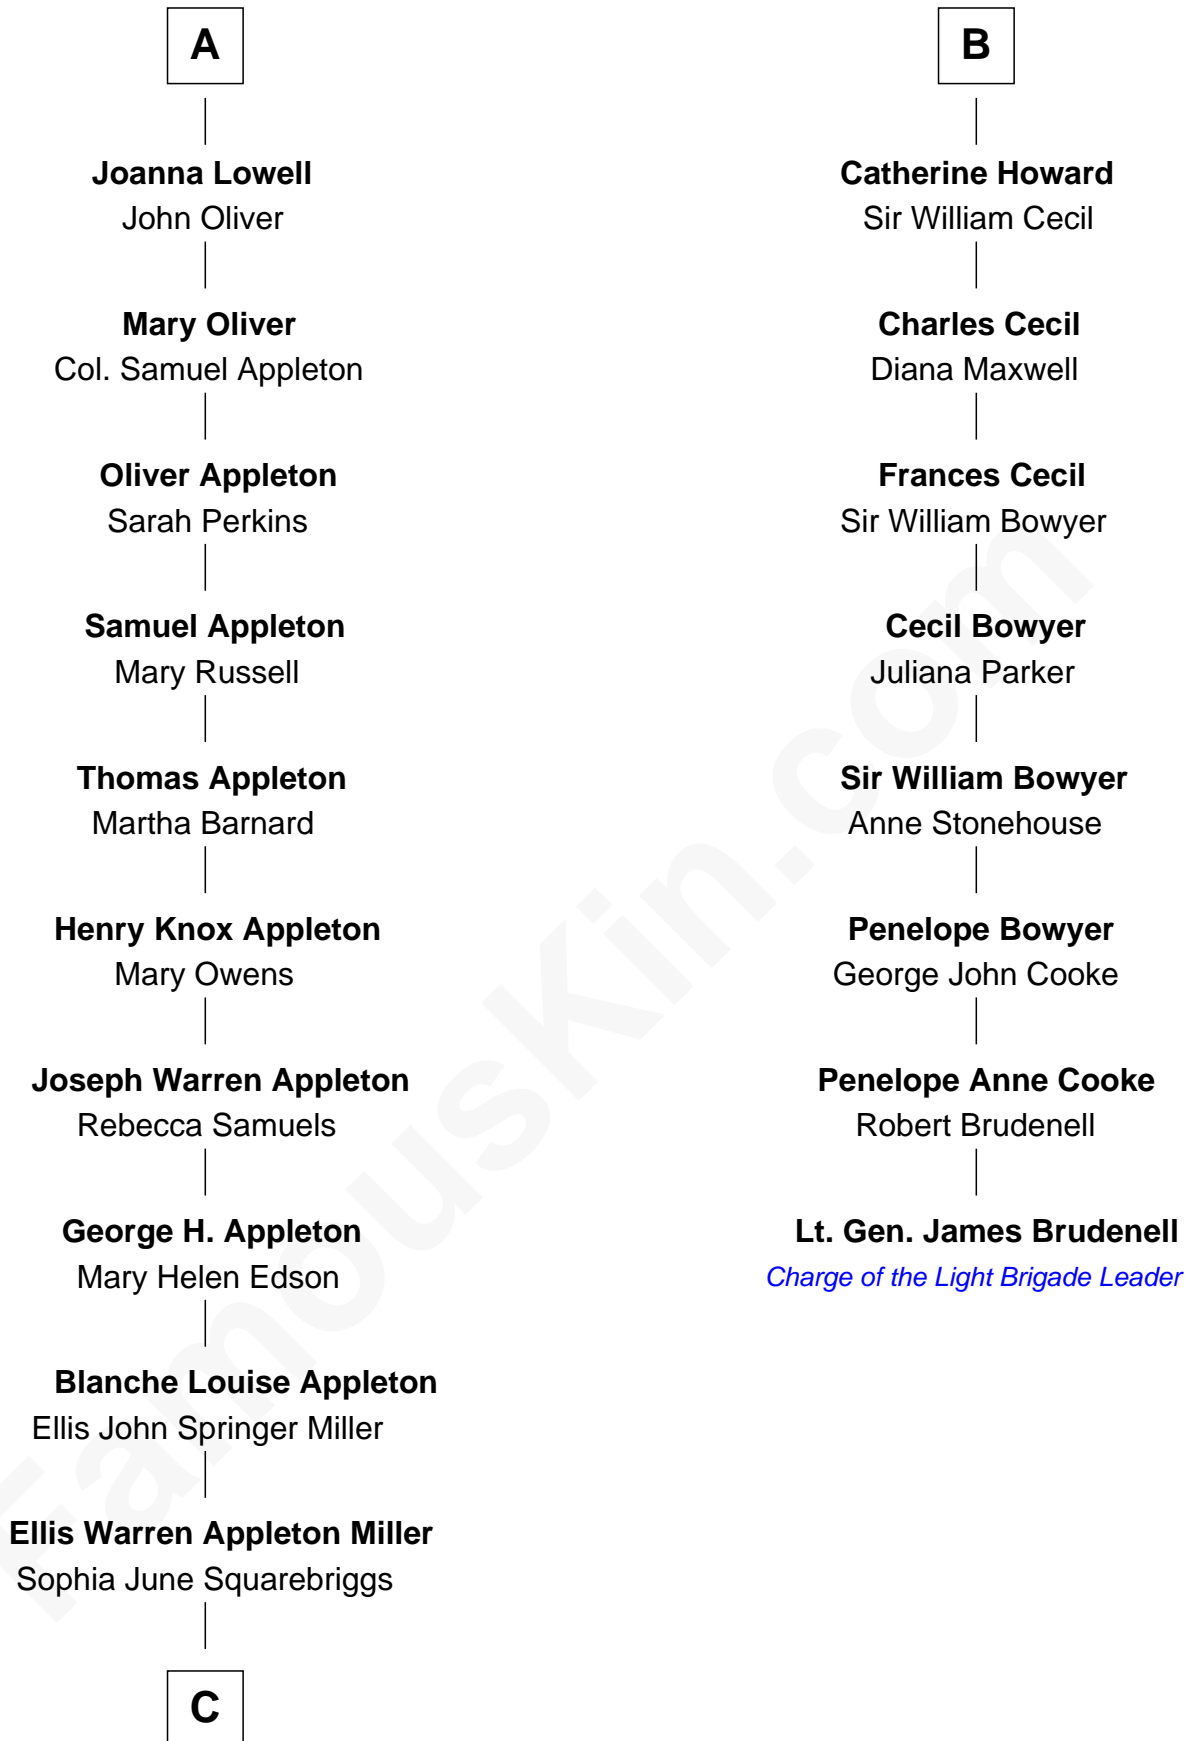 A
Joanna Lowell
John Oliver
Mary Oliver
Col. Samuel Appleton
Oliver Appleton
Sarah Perkins
Samuel Appleton
Mary Russell
Thomas Appleton
Martha Barnard
Henry Knox Appleton
Mary Owens
Joseph Warren Appleton
Rebecca Samuels
George H. Appleton
Mary Helen Edson
Blanche Louise Appleton
Ellis John Springer Miller
Ellis Warren Appleton Miller
Sophia June Squarebriggs
C
B
Catherine Howard
Sir William Cecil
Charles Cecil
Diana Maxwell
Frances Cecil
Sir William Bowyer
Cecil Bowyer
Juliana Parker
Sir William Bowyer
Anne Stonehouse
Penelope Bowyer
George John Cooke
Penelope Anne Cooke
Robert Brudenell
Lt. Gen. James Brudenell
Charge of the Light Brigade Leader
FamousKin.com